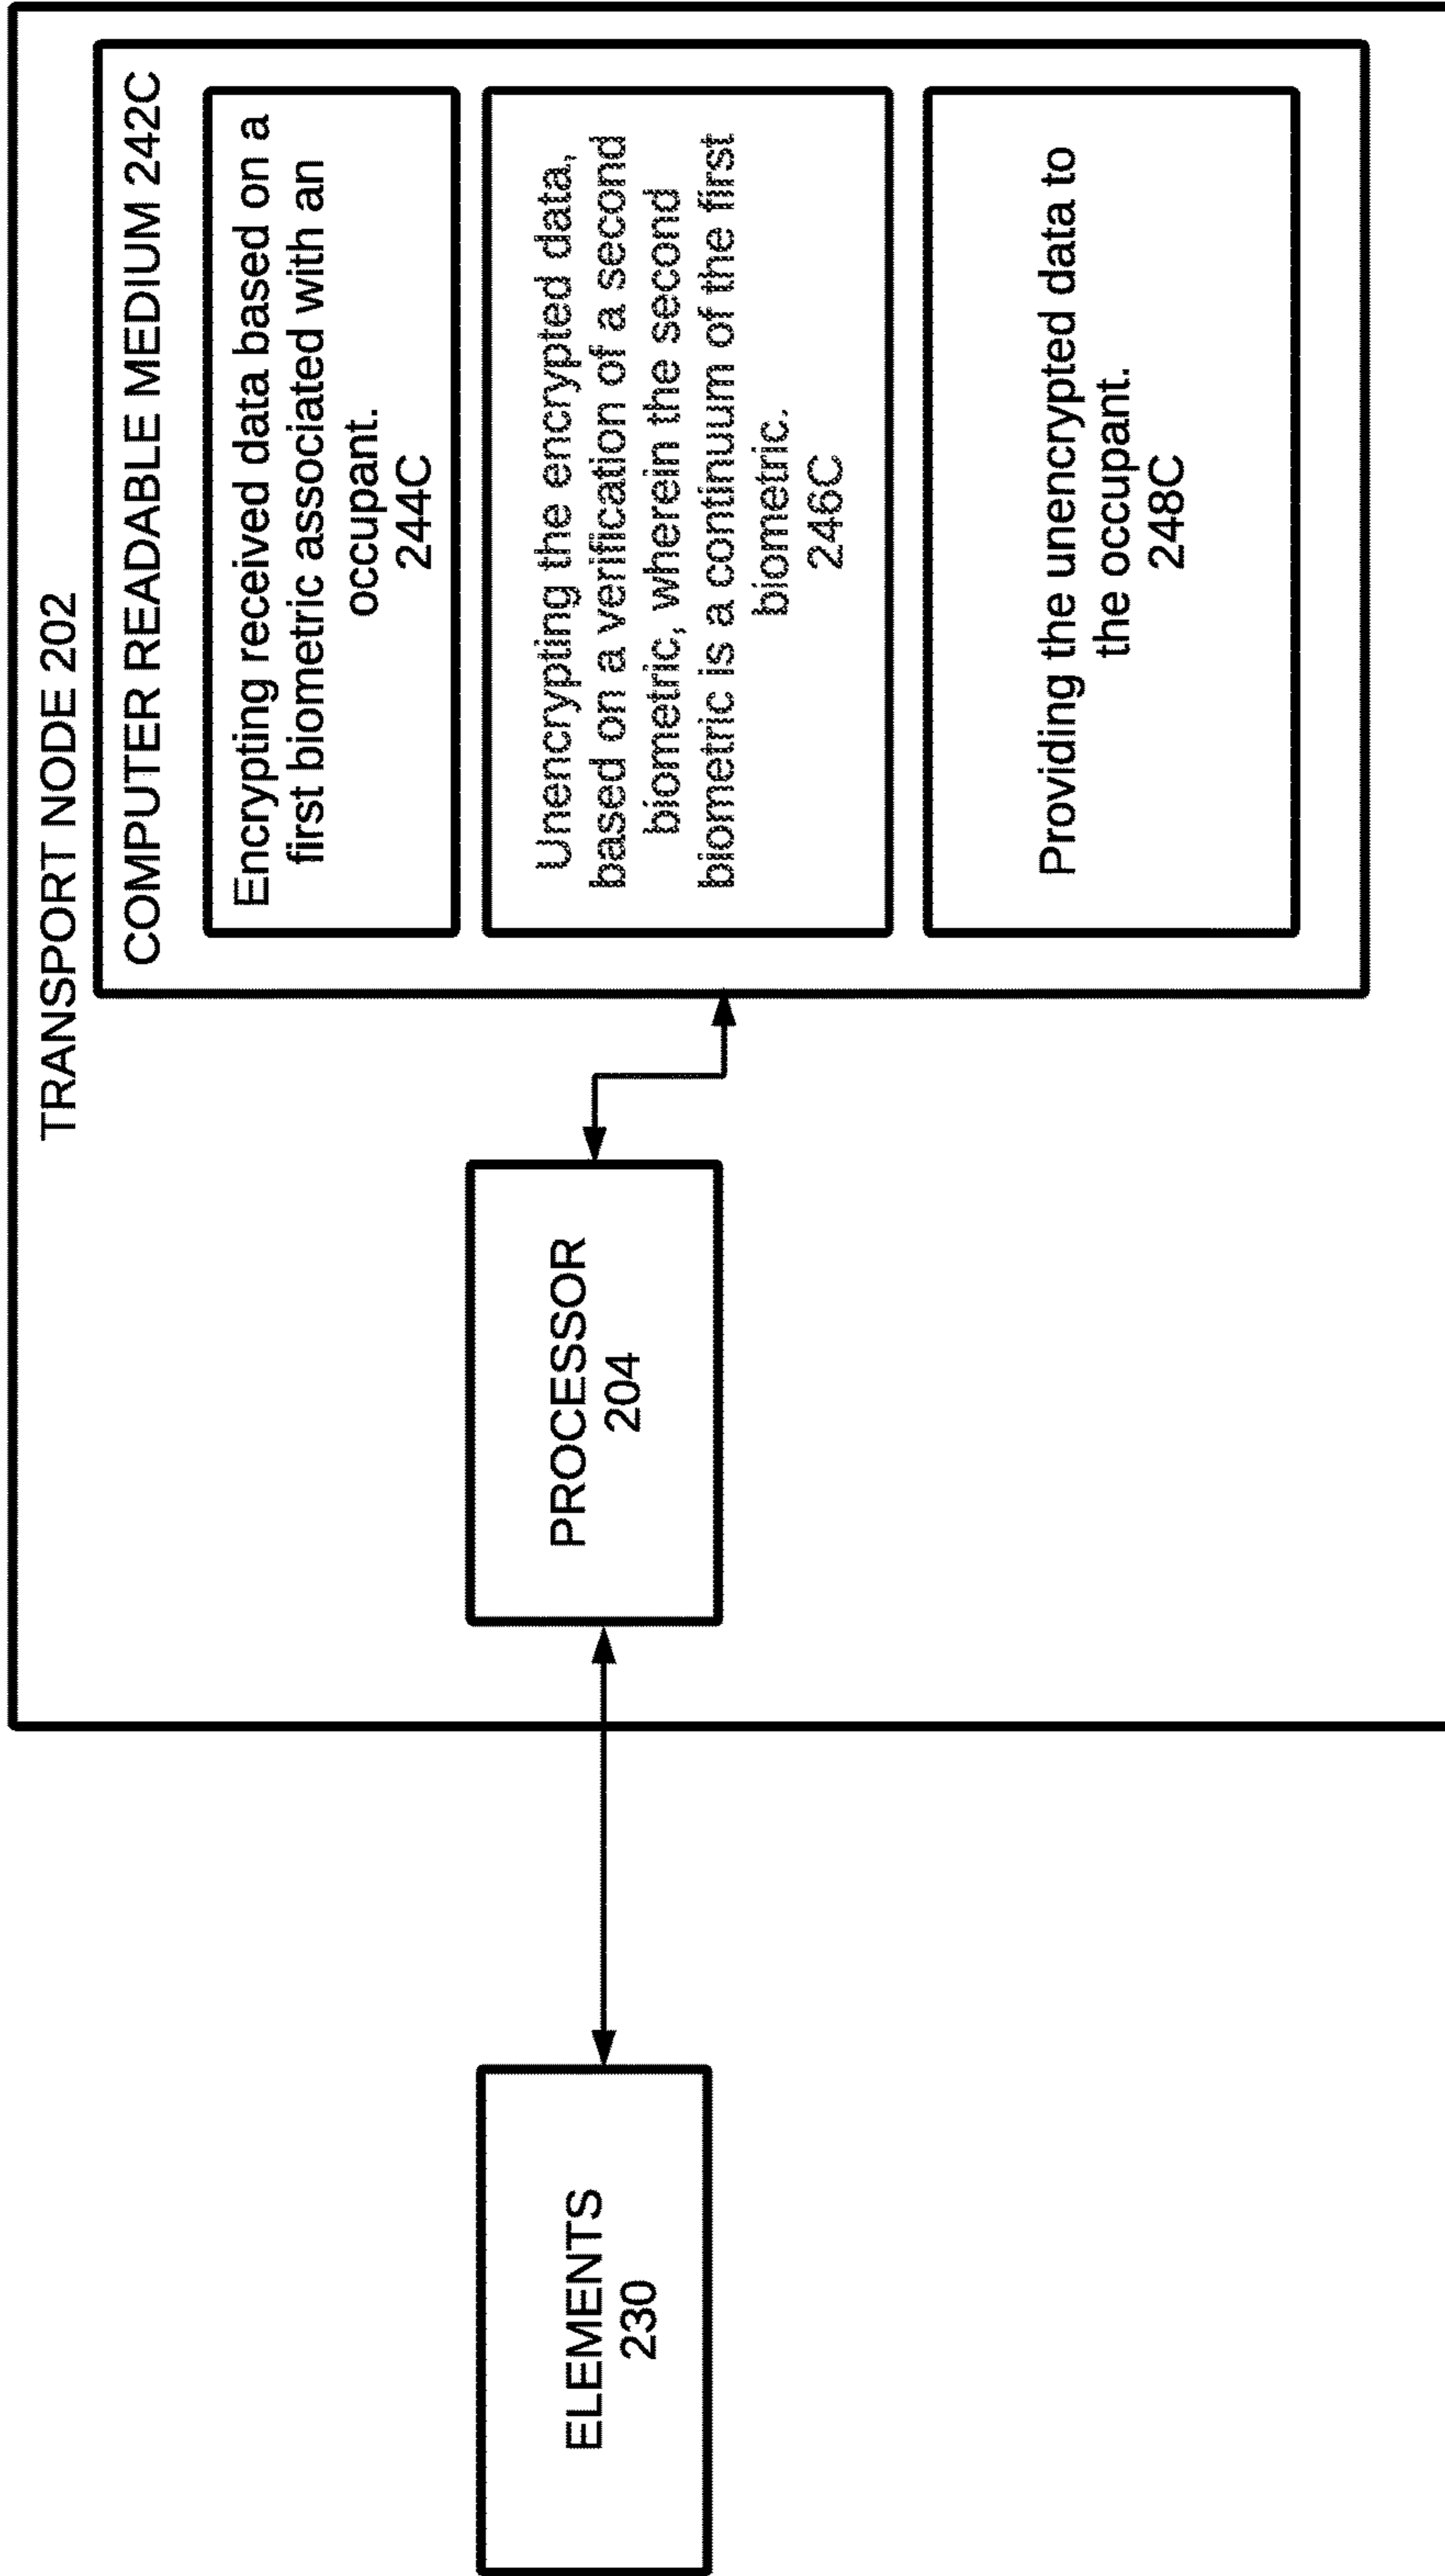 TRANSPORT NODE 202
COMPUTER READABLE MEDIUM 242C
Encrypting received data based on a
first biometric associated with an
occupant.
244C
Unencrypting the encrypted data,
based on a verification of a second
biometric, wherein the second
biometric is a continuum of the first
biometric.
246C
Providing the unencrypted data to
the occupant.
248C
PROCESSOR
204
ELEMENTS
230